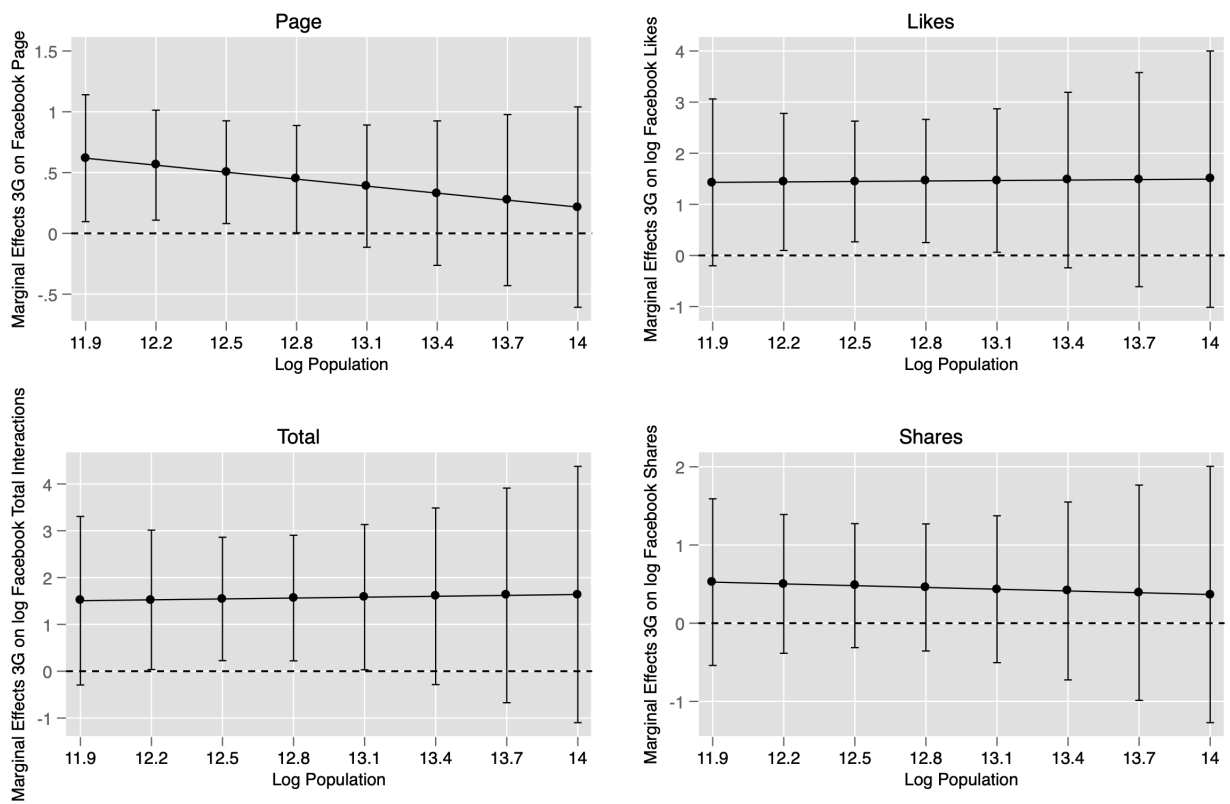 Page
Marginal Effects 3G on Facebook Page
1.5
1
.5
0
-.5
11.9 12.2 12.5 12.8 13.1 13.4 13.7 14
Log Population
Likes
Marginal Effects 3G on log Facebook Likes
4
3
2
1
0
-1
11.9 12.2 12.5 12.8 13.1 13.4 13.7 14
Log Population
Total
Marginal Effects 3G on log Facebook Total Interactions
4
3
2
1
0
-1
11.9 12.2 12.5 12.8 13.1 13.4 13.7 14
Log Population
Shares
Marginal Effects 3G on log Facebook Shares
2
1
0
-1
11.9 12.2 12.5 12.8 13.1 13.4 13.7 14
Log Population